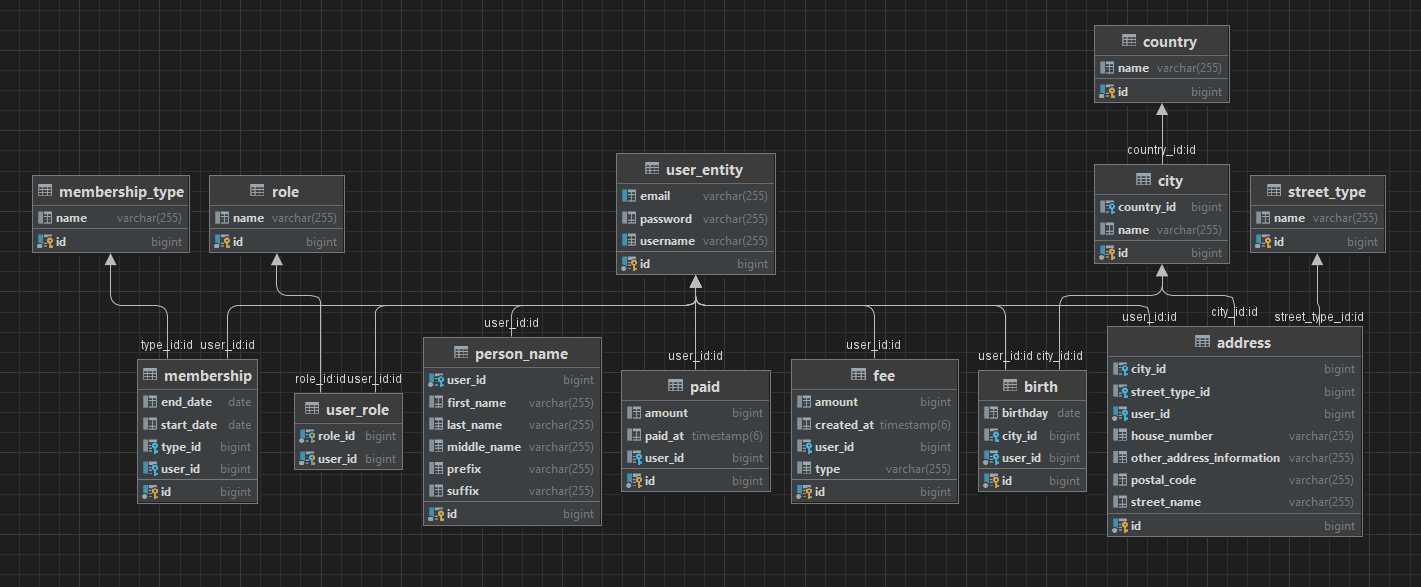 country
name varchar(255)
id bigint
country_id:id
city
country_id bigint
name varchar(255)
id bigint
membership_type
name varchar(255)
id bigint
role
name varchar(255)
id bigint
user_entity
email varchar(255)
password varchar(255)
username varchar(255)
id bigint
street_type
name varchar(255)
id bigint
type_id:id
user_id:id
role_id:id
user_id:id
user_id:id
user_id:id
user_id:id
user_id:id
city_id:id
user_id:id
city_id:id
street_type_id:id
membership
end_date date
start_date date
type_id bigint
user_id bigint
id bigint
user_role
role_id bigint
user_id bigint
person_name
user_id bigint
first_name varchar(255)
last_name varchar(255)
middle_name varchar(255)
prefix varchar(255)
suffix varchar(255)
id bigint
paid
amount bigint
paid_at timestamp(6)
user_id bigint
id bigint
fee
amount bigint
created_at timestamp(6)
user_id bigint
type varchar(255)
id bigint
birth
birthday date
city_id bigint
user_id bigint
id bigint
address
city_id bigint
street_type_id bigint
user_id bigint
house_number varchar(255)
other_address_information varchar(255)
postal_code varchar(255)
street_name varchar(255)
id bigint